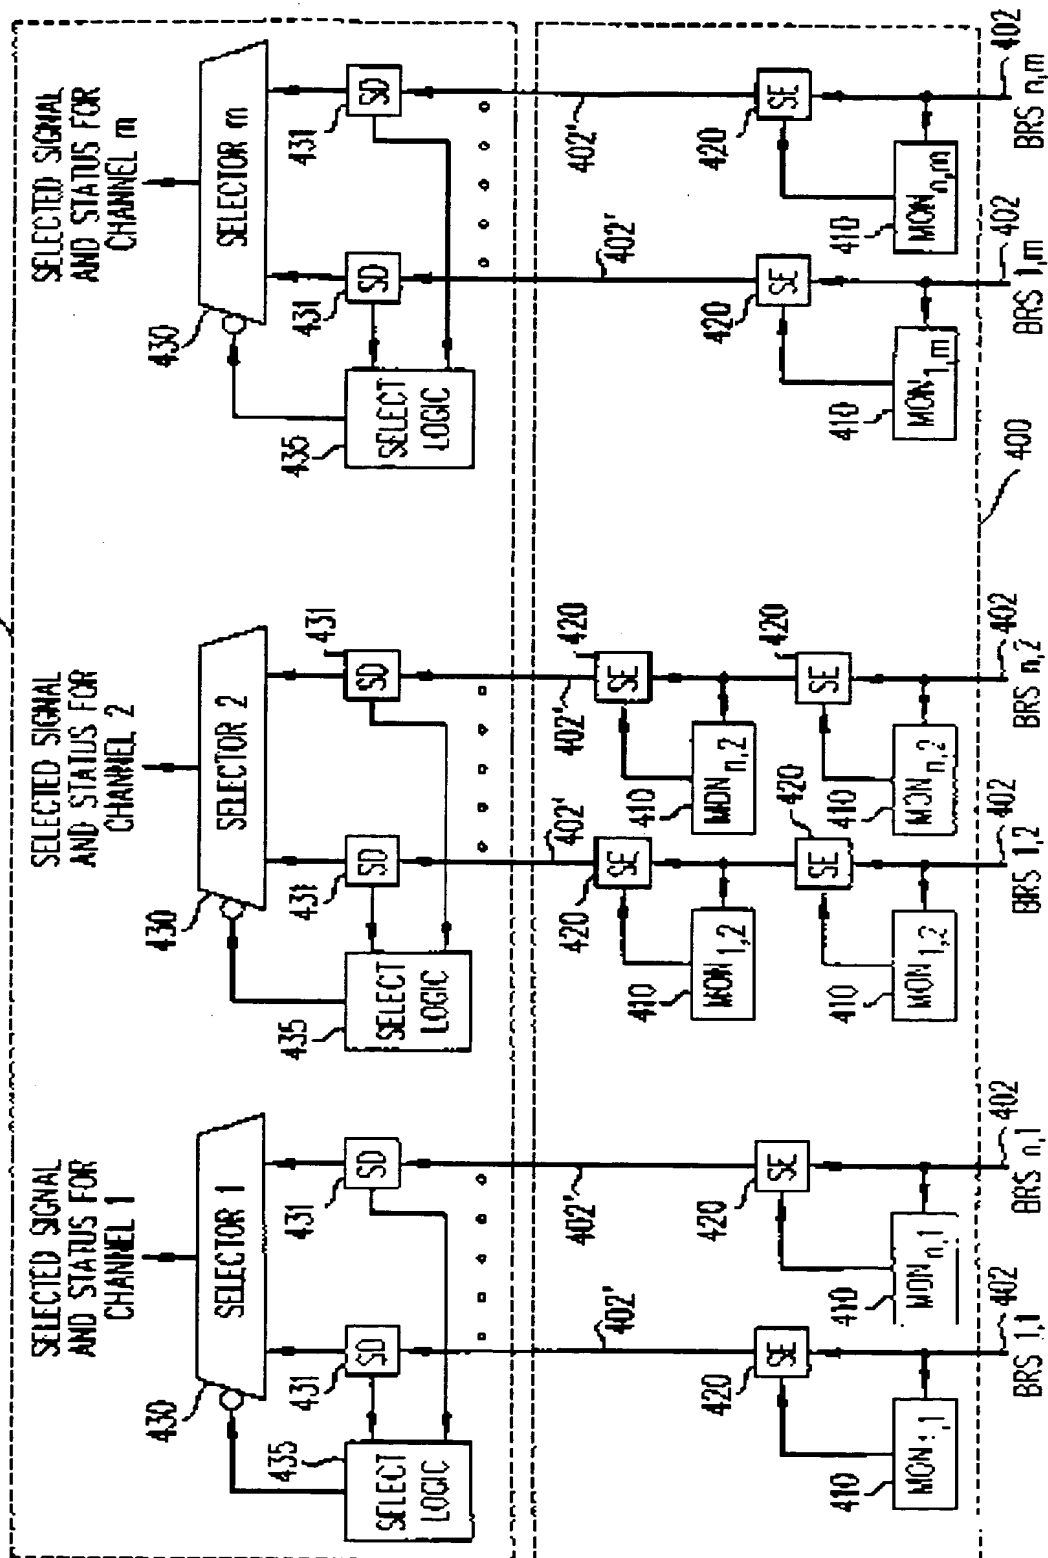 SELECTED SIGNAL
AND STATUS FOR
CHANNEL 1
430
SELECTOR 1
435
SELECT
LOGIC
431
SD
431
SD
402'
402'
420
SE
420
SE
410
MON 1,1
410
MON n,1
402
BRS 1,1
402
BRS n,1
SELECTED SIGNAL
AND STATUS FOR
CHANNEL 2
430
SELECTOR 2
435
SELECT
LOGIC
431
SD
431
SD
402'
402'
420
SE
420
SE
410
MON 1,2
410
MON n,2
420
SE
420
SE
410
MON 1,2
410
MON n,2
402
BRS 1,2
402
BRS n,2
SELECTED SIGNAL
AND STATUS FOR
CHANNEL m
430
SELECTOR m
435
SELECT
LOGIC
431
SD
431
SD
402'
402'
420
SE
420
SE
410
MON 1,m
410
MON n,m
402
BRS 1,m
402
BRS n,m
400